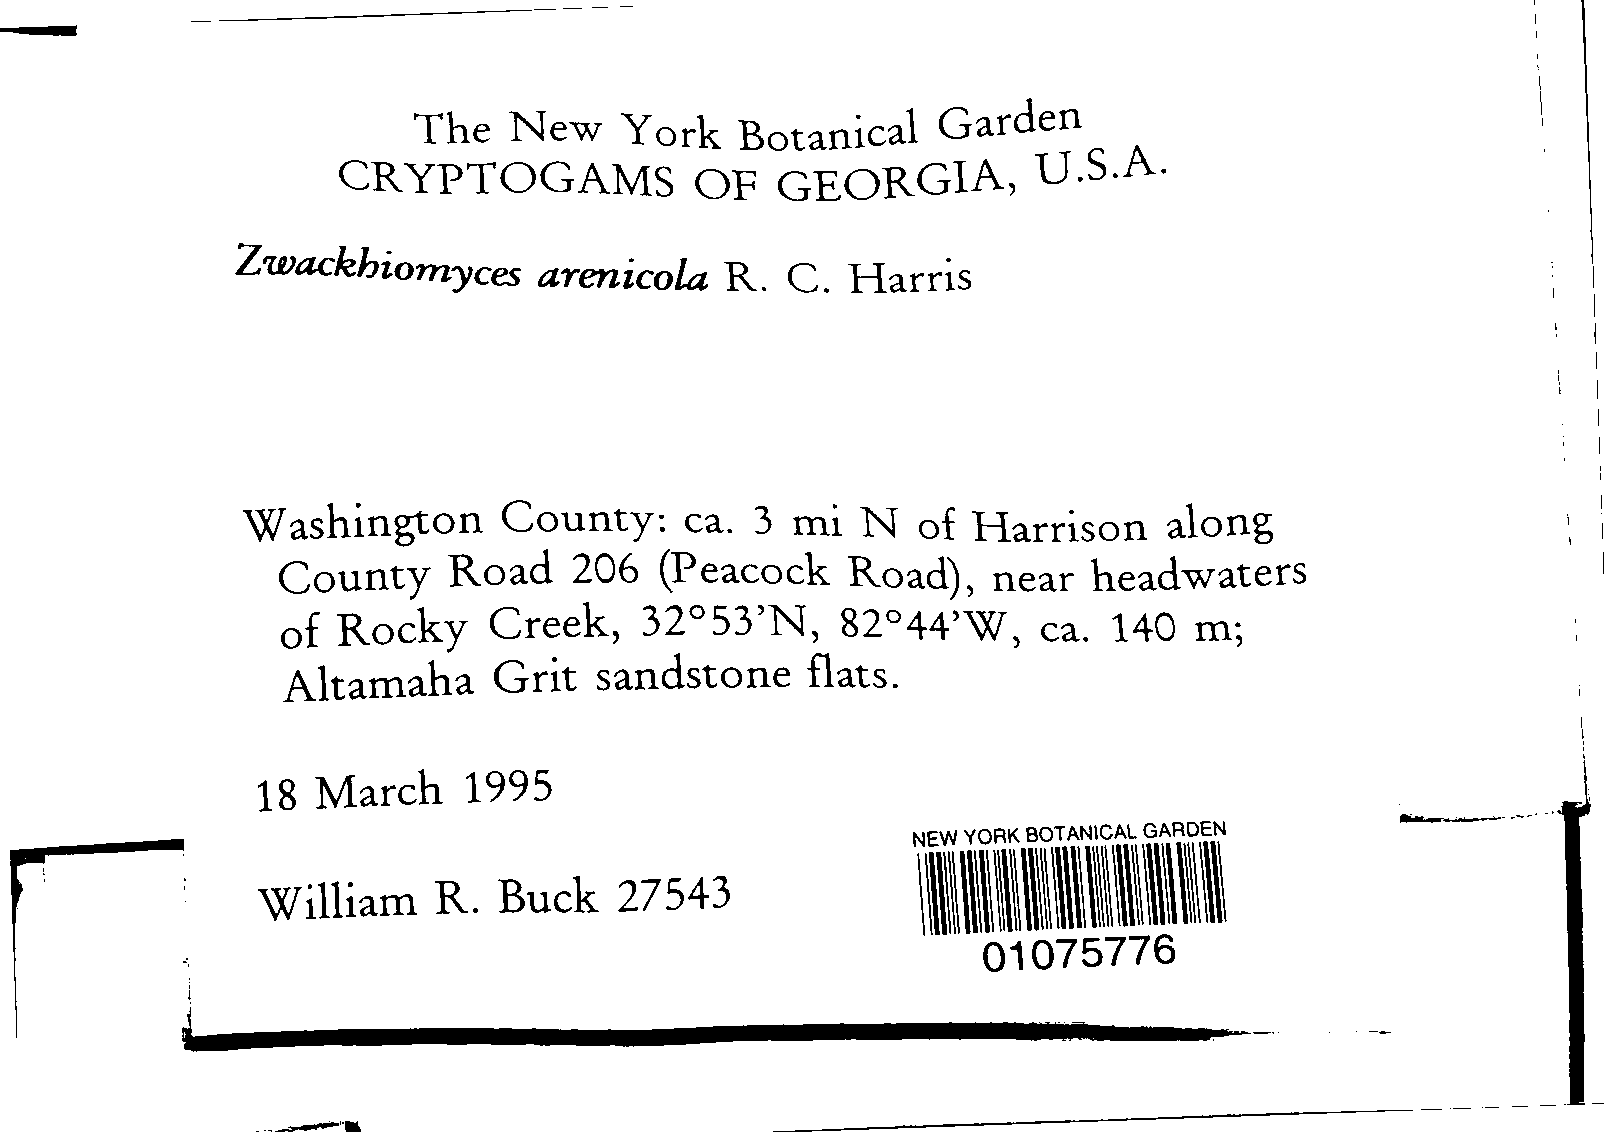 The New York Botanical Garden
CRYPTOGAMS OF GEORGIA, U.S.A.
Zwackhiomyces arenicola R. C. Harris
Washington County: ca. 3 mi N of Harrison along
County Road 206 (Peacock Road), near headwaters
of Rocky Creek, 32°53’N, 82°44’W, ca. 140 m;
Altamaha Grit sandstone flats.
18 March 1995
William R. Buck 27543
NEW YORK BOTANICAL GARDEN
01075776